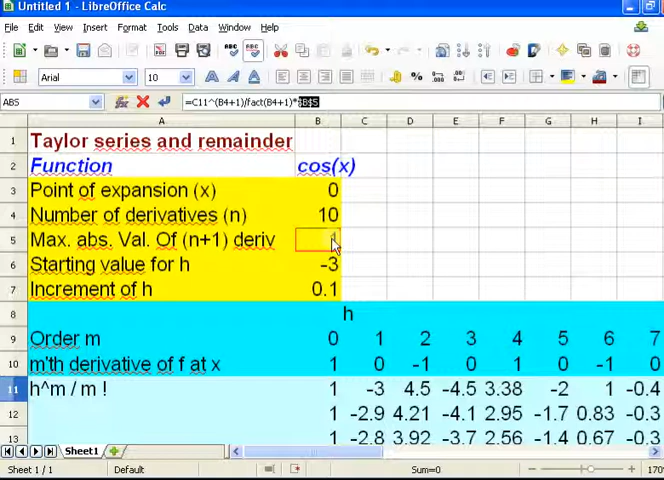 Untitled 1 - LibreOffice Calc
File Edit View Insert Format Tools Data Window Help
Arial 10
ABS =C11^(B4+1)/fact(B4+1)*$B$5
A B C D E F G H I
1 Taylor series and remainder
2 Function cos(x)
3 Point of expansion (x) 0
4 Number of derivatives (n) 10
5 Max. abs. Val. Of (n+1) deriv
6 Starting value for h -3
7 Increment of h 0.1
8 h
9 Order m 0 1 2 3 4 5 6 7
10 m'th derivative of f at x 1 0 -1 0 1 0 -1 0
11 h^m / m ! 1 -3 4.5 -4.5 3.38 -2 1 -0.4
12 1 -2.9 4.21 -4.1 2.95 -1.7 0.83 -0.3
13 1 -2.8 3.92 -3.7 2.56 -1.4 0.67 -0.3
Sheet1
Sheet 1 / 1 Default Sum=0